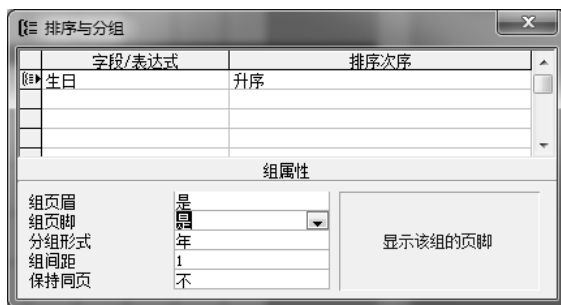 排序与分组
字段/表达式 排序次序
生日 升序
组属性
组页眉 是
组页脚 是
分组形式 年
组间距 1
保持同页 不
显示该组的页脚